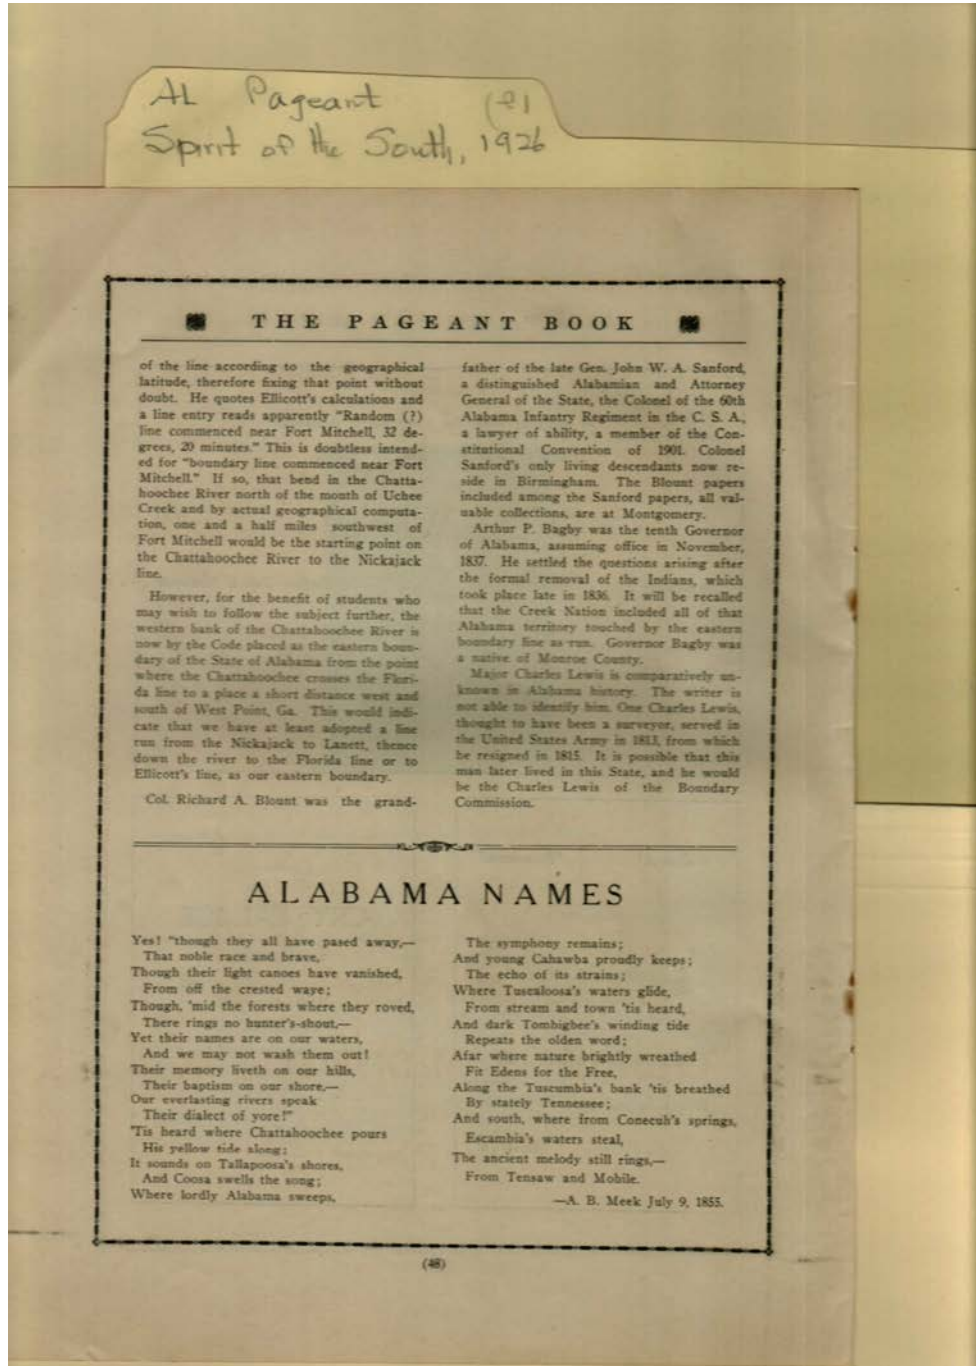 AL Pageant
Spirit of the South, 1926
THE PAGEANT BOOK
of the line according to the geographical
latitude, therefore fixing that point without
doubt. He quotes Ellicott's calculations and
a line entry reads apparently "Random (?)
line commenced near Fort Mitchell, 32 de-
grees, 20 minutes." This is doubtless intend-
ed for "boundary line commenced near Fort
Mitchell." If so, that bend in the Chatta-
hoochee River north of the month of Uchee
Creek and by actual geographical computa-
tion, one and a half miles southwest of
Fort Mitchell would be the starting point on
the Chattahoochee River to the Nickajack
line.
However, for the benefit of students who
may wish to follow the subject further, the
western bank of the Chattahoochee River is
now by the Code placed as the eastern boun-
dary of the State of Alabama from the point
where the Chattahoochee crosses the Flori-
da line to a place a short distance west and
south of West Point, Ga. This would indi-
cate that we have at least adopted a line
run from the Nickajack to Lanett, thence
down the river to the Florida line or to
Ellicott's line, as our eastern boundary.
Col. Richard A. Blount was the grand-
father of the late Gen. John W. A. Sanford,
a distinguished Alabamian and Attorney
General of the State, the Colonel of the 60th
Alabama Infantry Regiment in the C. S. A.,
a lawyer of ability, a member of the Con-
stitutional Convention of 1901. Colonel
Sanford's only living descendants now re-
side in Birmingham. The Blount papers
included among the Sanford papers, all val-
uable collections, are at Montgomery.
Arthur P. Bagby was the tenth Governor
of Alabama, assuming office in November,
1837. He settled the questions arising after
the formal removal of the Indians, which
took place late in 1836. It will be recalled
that the Creek Nation included all of that
Alabama territory touched by the eastern
boundary line as run. Governor Bagby was
a native of Monroe County.
Major Charles Lewis is comparatively un-
known in Alabama history. The writer is
not able to identify him. One Charles Lewis,
thought to have been a surveyor, served in
the United States Army in 1813, from which
he resigned in 1815. It is possible that this
man later lived in this State, and he would
be the Charles Lewis of the Boundary
Commission.
ALABAMA NAMES
Yes! "though they all have pased away,—
That noble race and brave,
Though their light canoes have vanished,
From off the crested wave;
Though, 'mid the forests where they roved,
There rings no hunter's-shout,—
Yet their names are on our waters,
And we may not wash them out!
Their memory liveth on our hills,
Their baptism on our shore,—
Our everlasting rivers speak
Their dialect of yore!"
'Tis heard where Chattahoochee pours
His yellow tide along;
It sounds on Tallapoosa's shores,
And Coosa swells the song;
Where lordly Alabama sweeps,
The symphony remains;
And young Cahawba proudly keeps;
The echo of its strains;
Where Tuscaloosa's waters glide,
From stream and town 'tis heard,
And dark Tombigbee's winding tide
Repeats the olden word;
Afar where nature brightly wreathed
Fit Edens for the Free,
Along the Tuscumbia's bank 'tis breathed
By stately Tennessee;
And south, where from Conecuh's springs,
Escambia's waters steal,
The ancient melody still rings,—
From Tensaw and Mobile.
—A. B. Meek July 9, 1855.
(48)